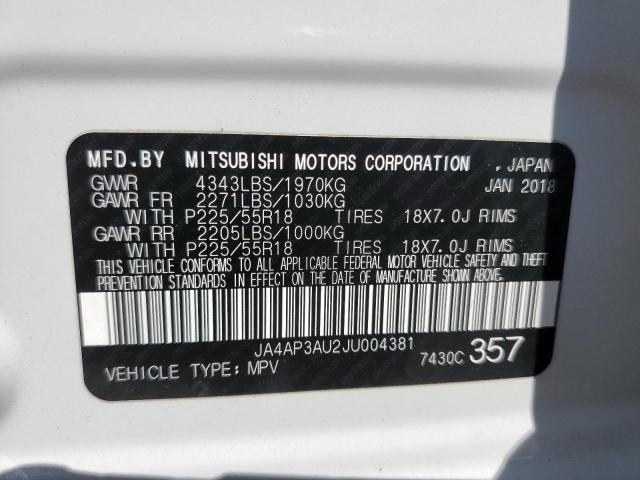 MFD.BY MITSUBISHI MOTORS CORPORATION , JAPAN
GVWR 4343LBS/1970KG JAN 2018
GAWR FR 2271LBS/1030KG
WITH P225/55R18 TIRES 18X7.0J RIMS
GAWR RR 2205LBS/1000KG
WITH P225/55R18 TIRES 18X7.0J RIMS
THIS VEHICLE CONFORMS TO ALL APPLICABLE FEDERAL MOTOR VEHICLE SAFETY AND THEFT
PREVENTION STANDARDS IN EFFECT ON THE DATE OF MANUFACTURE SHOWN ABOVE.
JA4AP3AU2JU004381
VEHICLE TYPE: MPV 7430C 357